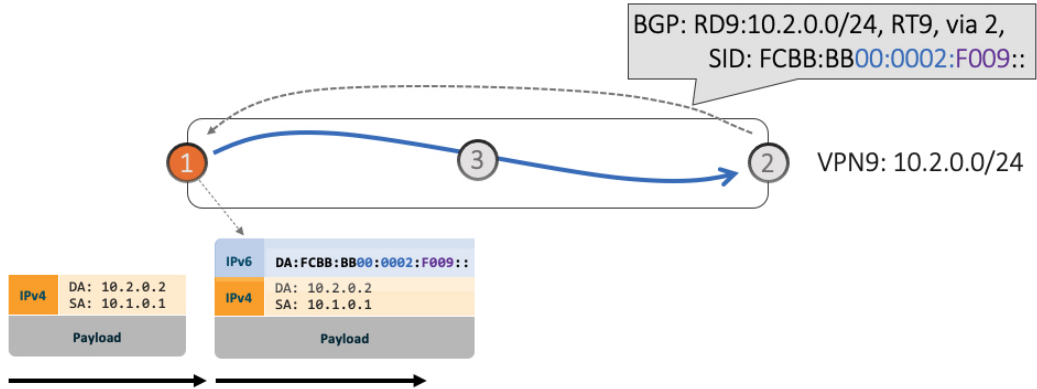 BGP: RD9:10.2.0.0/24, RT9, via 2,
SID: FCBB:BB00:0002:F009::
1
3
2
VPN9: 10.2.0.0/24
IPv6 DA:FCBB:BB00:0002:F009::
IPv4 DA: 10.2.0.2
SA: 10.1.0.1
Payload
IPv4 DA: 10.2.0.2
SA: 10.1.0.1
Payload